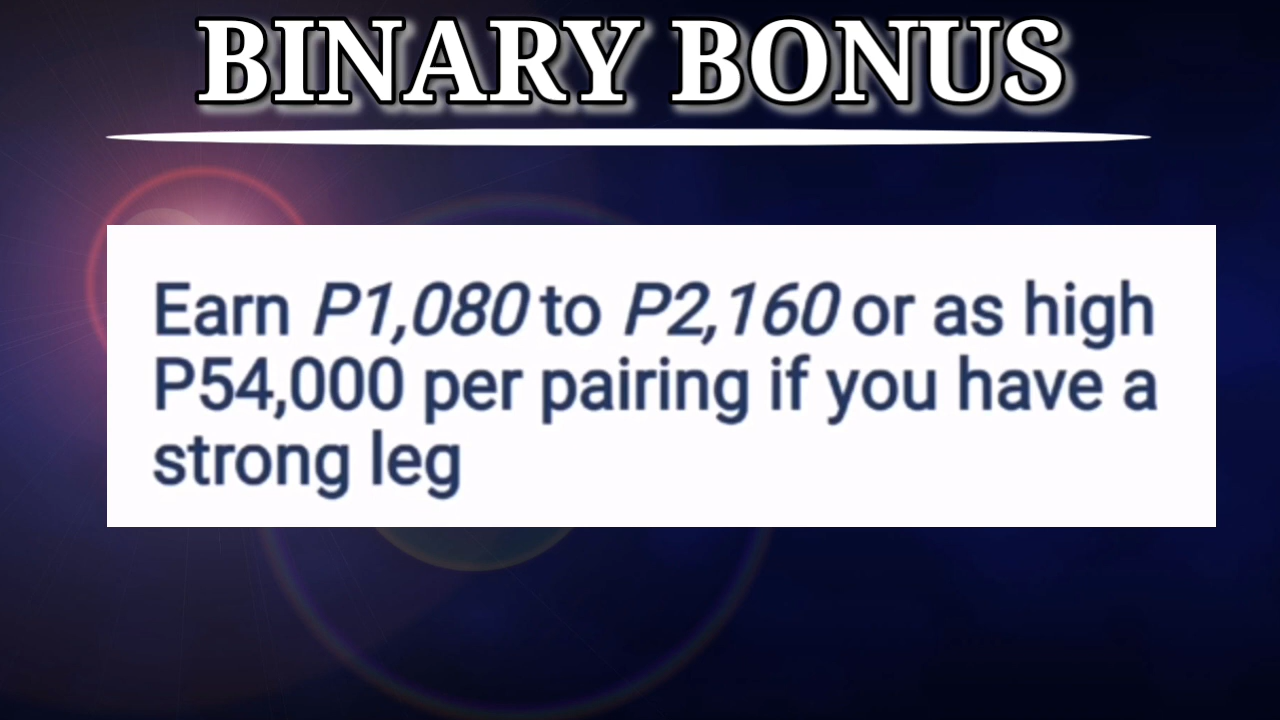 BINARY BONUS
Earn P1,080 to P2,160 or as high
P54,000 per pairing if you have a
strong leg